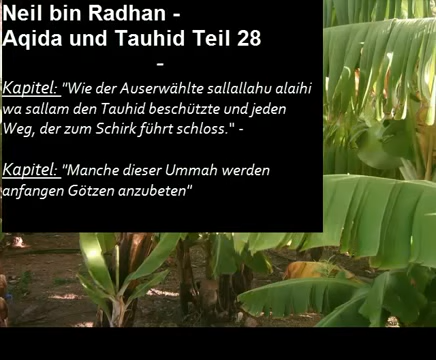 Neil bin Radhan -
Aqida und Tauhid Teil 28
-
Kapitel: "Wie der Auserwählte sallallahu alaihi
wa sallam den Tauhid beschützte und jeden
Weg, der zum Schirk führt schloss." -
Kapitel: "Manche dieser Ummah werden
anfangen Götzen anzubeten"